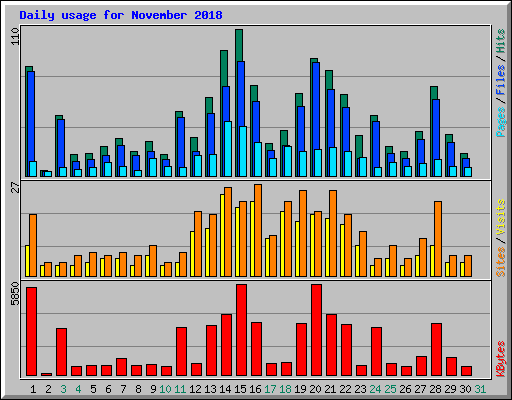 Daily usage for November 2018
110
Pages / Files / Hits
27
Sites / Visits
5850
KBytes
1 2 3 4 5 6 7 8 9 10 11 12 13 14 15 16 17 18 19 20 21 22 23 24 25 26 27 28 29 30 31